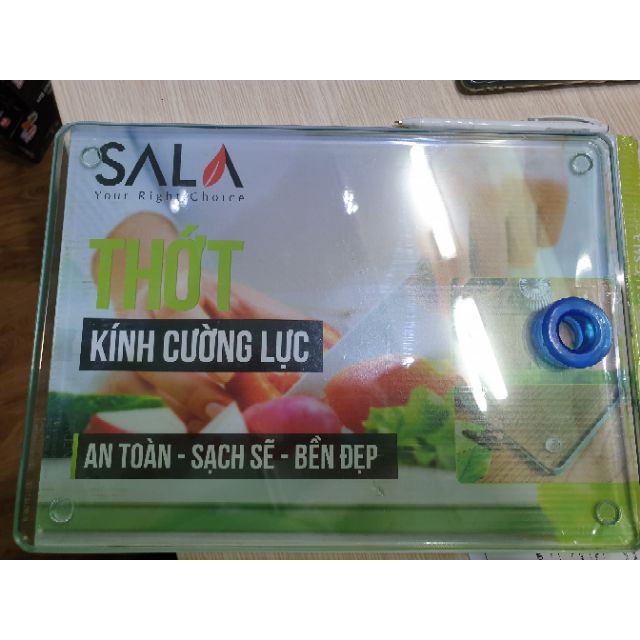 SALA
Your Right Choice
THỚT
KÍNH CƯỜNG LỰC
AN TOÀN - SẠCH SẼ - BỀN ĐẸP